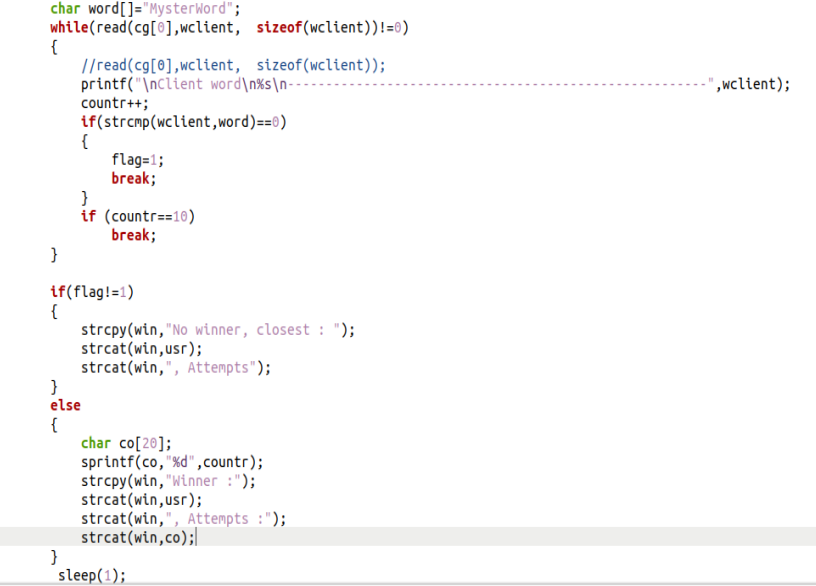 char word[]="MysterWord";
while(read(cg[0],wclient,  sizeof(wclient))!=0)
{
    //read(cg[0],wclient,  sizeof(wclient));
    printf("\nClient word\n%s\n------------------------------------------------------",wclient);
    countr++;
    if(strcmp(wclient,word)==0)
    {
        flag=1;
        break;
    }
    if (countr==10)
        break;
}

if(flag!=1)
{
    strcpy(win,"No winner, closest : ");
    strcat(win,usr);
    strcat(win,", Attempts");
}
else
{
    char co[20];
    sprintf(co,"%d",countr);
    strcpy(win,"Winner :");
    strcat(win,usr);
    strcat(win,", Attempts :");
    strcat(win,co);
}
 sleep(1);